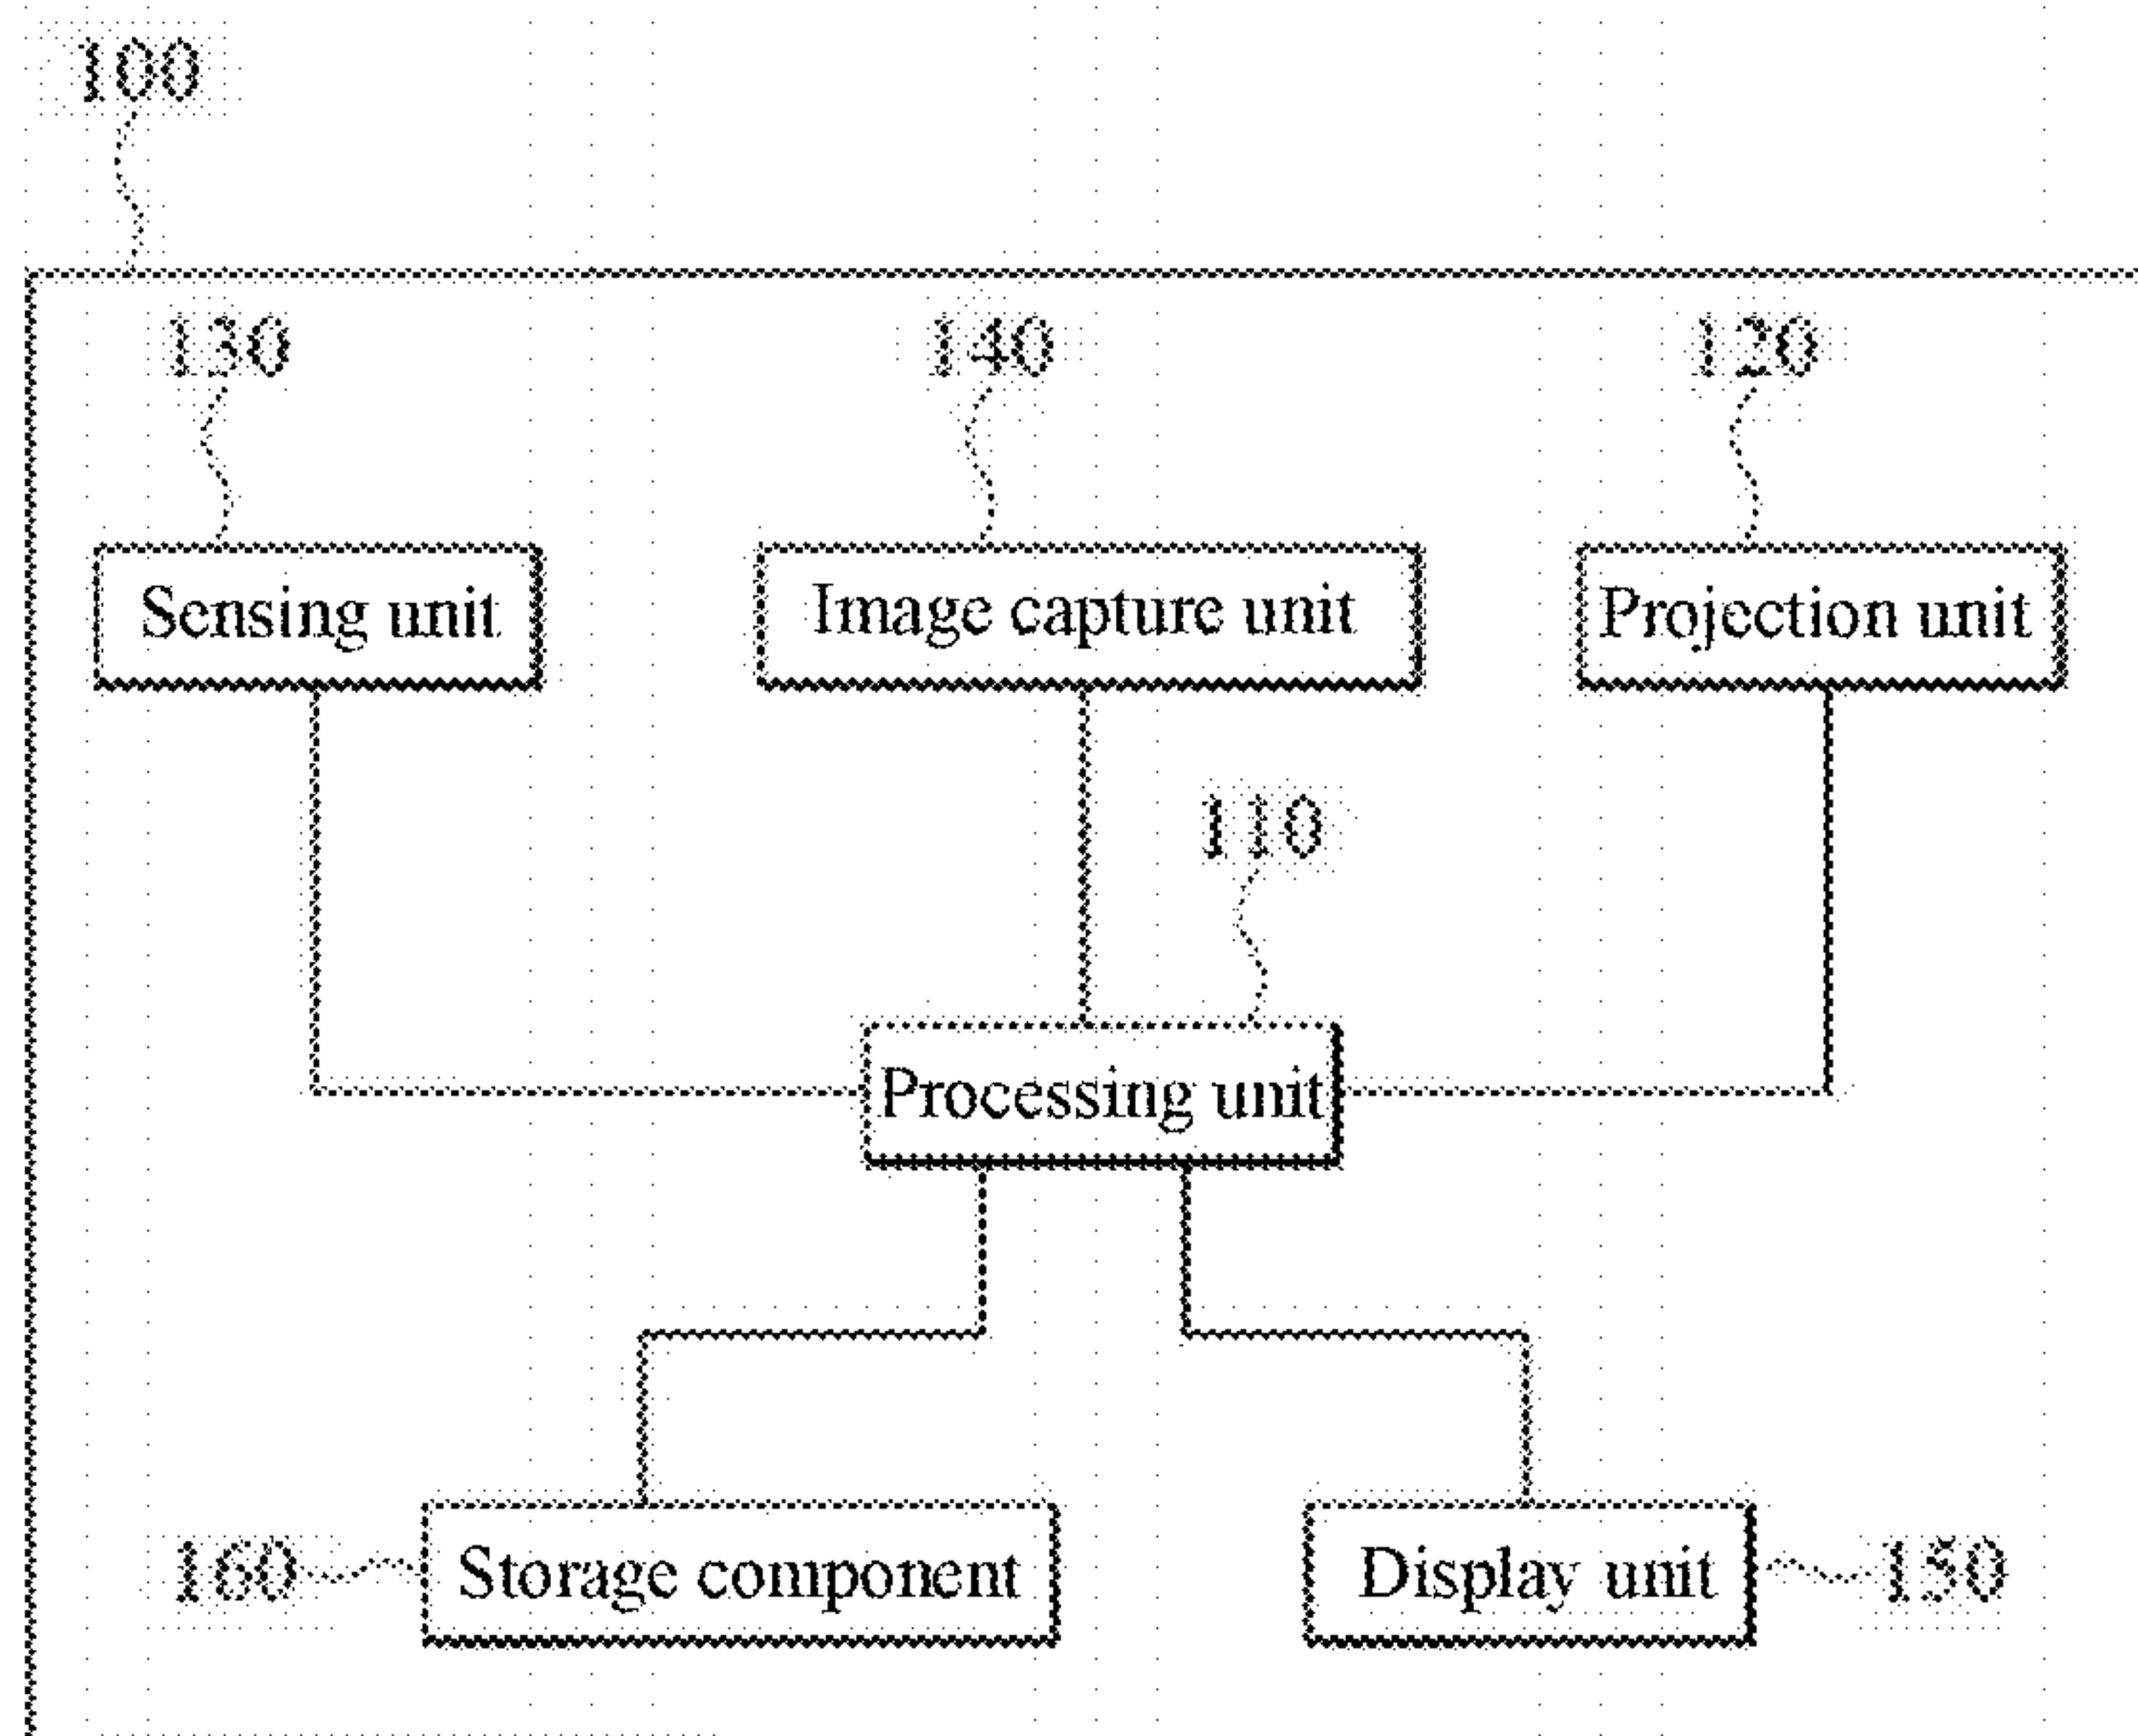 100
130 140 120
Sensing unit Image capture unit Projection unit
110
Processing unit
160 Storage component Display unit 150